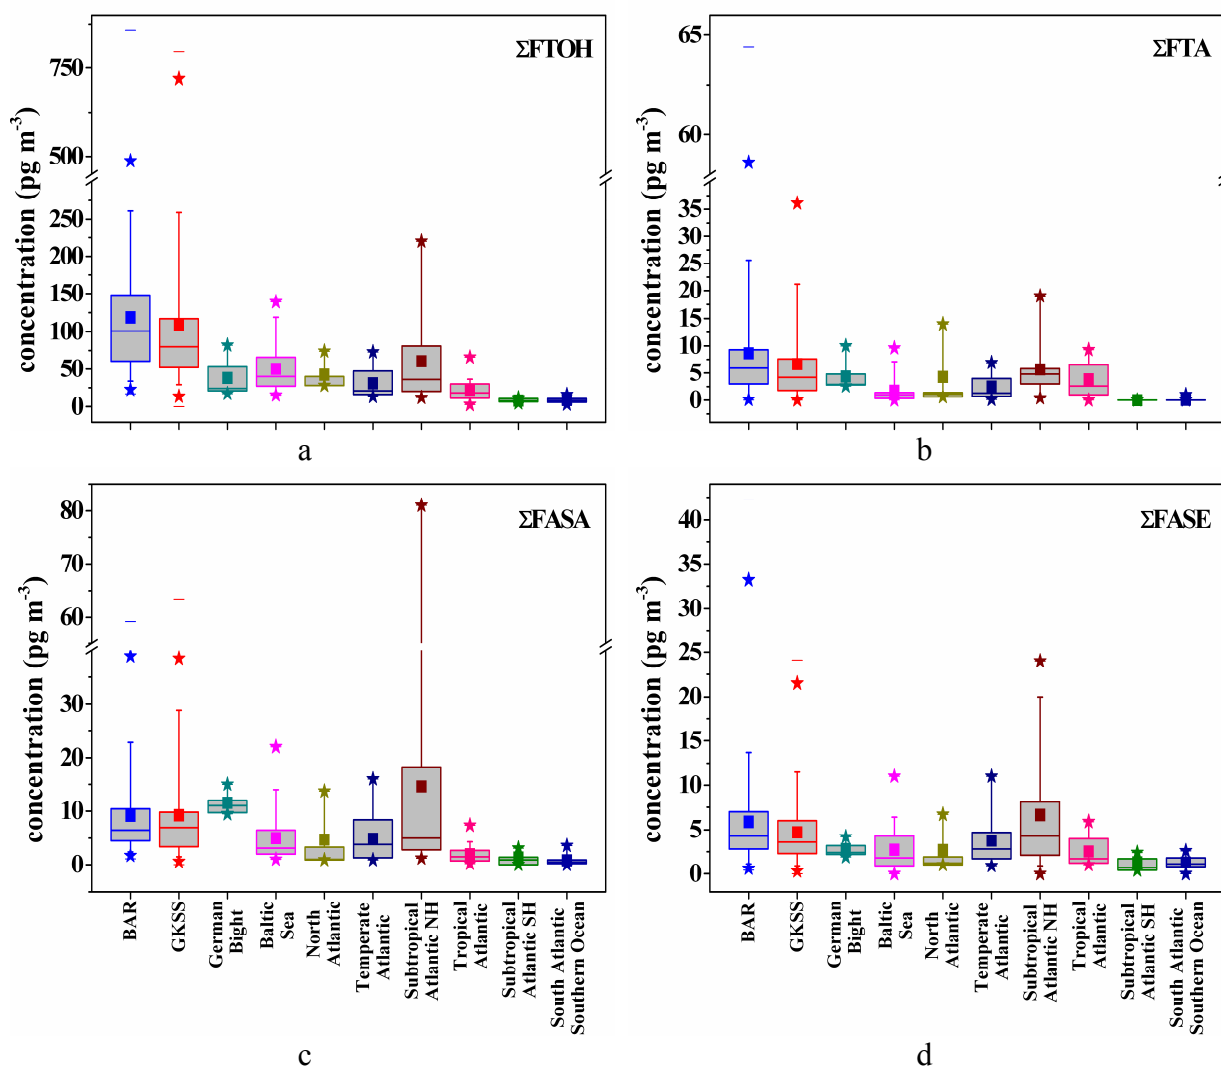 ΣFTOH
750
500
250
200
150
100
50
0
concentration (pg m-3)
a
ΣFTA
65
60
35
30
25
20
15
10
5
0
concentration (pg m-3)
b
ΣFASA
80
70
60
30
20
10
0
concentration (pg m-3)
BAR
GKSS
German
Bight
Baltic
Sea
North
Atlantic
Temperate
Atlantic
Subtropical
Atlantic NH
Tropical
Atlantic
Subtropical
Atlantic SH
South Atlantic
Southern Ocean
c
ΣFASE
40
35
30
25
20
15
10
5
0
concentration (pg m-3)
BAR
GKSS
German
Bight
Baltic
Sea
North
Atlantic
Temperate
Atlantic
Subtropical
Atlantic NH
Tropical
Atlantic
Subtropical
Atlantic SH
South Atlantic
Southern Ocean
d